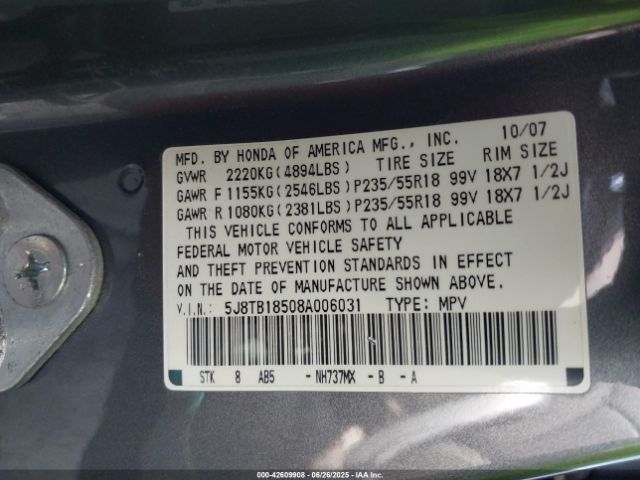 MFD. BY HONDA OF AMERICA MFG., INC. 10/07
GVWR 2220KG(4894LBS) TIRE SIZE RIM SIZE
GAWR F 1155KG(2546LBS)P235/55R18 99V 18X7 1/2J
GAWR R 1080KG(2381LBS)P235/55R18 99V 18X7 1/2J
THIS VEHICLE CONFORMS TO ALL APPLICABLE
FEDERAL MOTOR VEHICLE SAFETY
AND THEFT PREVENTION STANDARDS IN EFFECT
ON THE DATE OF MANUFACTURE SHOWN ABOVE.
V.I.N.: 5J8TB18508A006031 TYPE: MPV
STK 8 AB5 -NH737MX -B -A
000-42609908 06/26/2025 IAAI.com